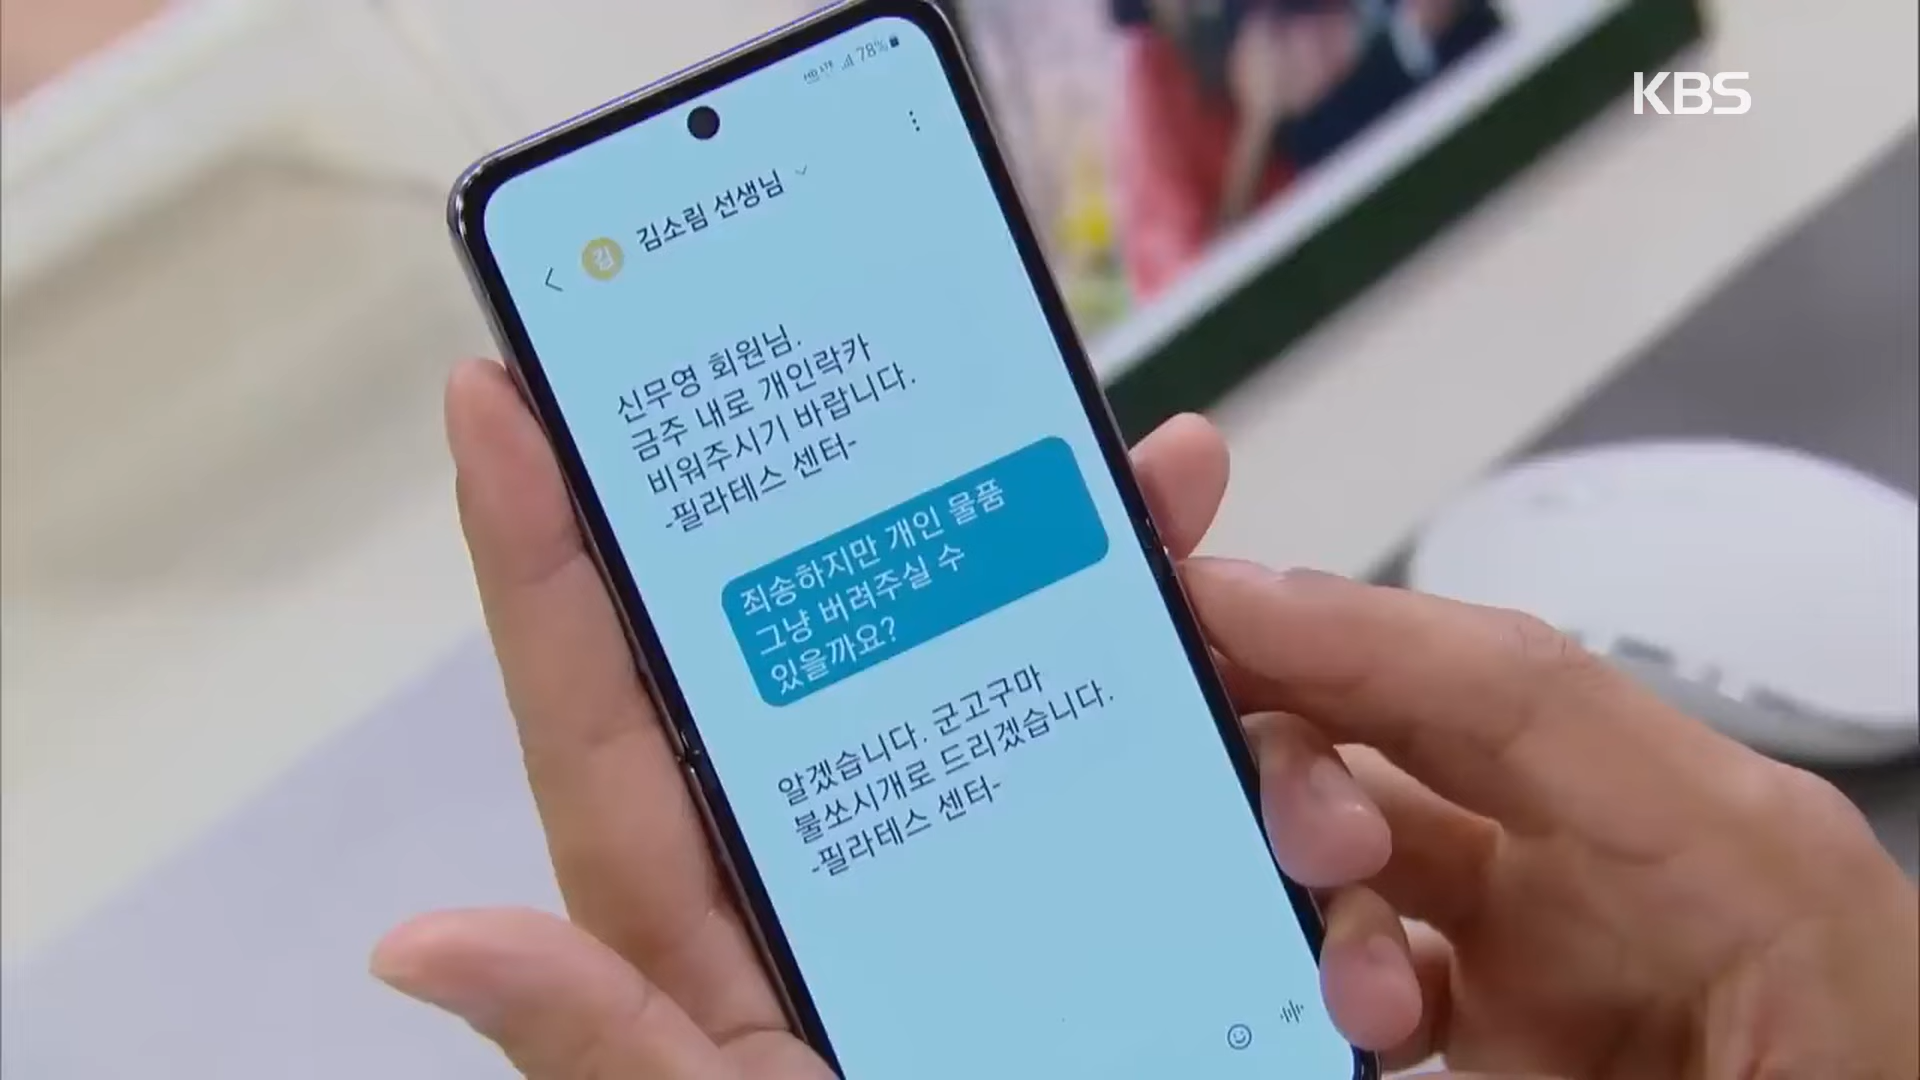 KBS
78%
김 김소림 선생님
신무영 회원님.
금주 내로 개인락카
비워주시기 바랍니다.
-필라테스 센터-
죄송하지만 개인 물품
그냥 버려주실 수
있을까요?
알겠습니다. 군고구마
불쏘시개로 드리겠습니다.
-필라테스 센터-